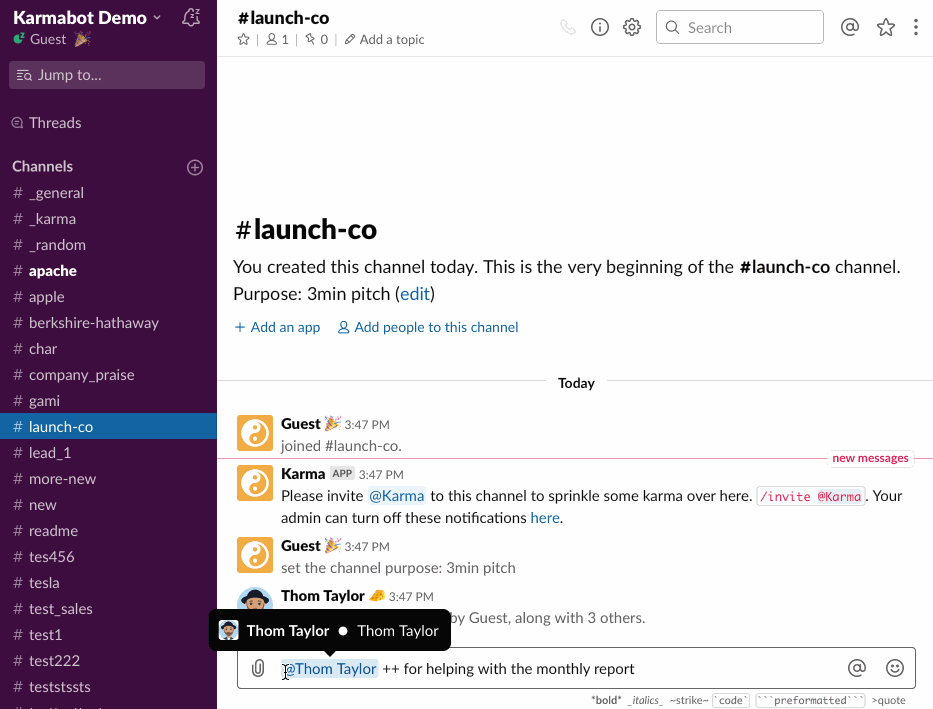 Karmabot Demo
Guest
Jump to...
Threads
Channels
# _general
# _karma
# _random
# apache
# apple
# berkshire-hathaway
# char
# company_praise
# gami
# launch-co
# lead_1
# more-new
# new
# readme
# tes456
# tesla
# test_sales
# test1
# test222
# teststssts
#launch-co
1 | 0 | Add a topic
Search
#launch-co
You created this channel today. This is the very beginning of the #launch-co channel.
Purpose: 3min pitch (edit)
+ Add an app Add people to this channel
Today
Guest 🎉 3:47 PM
joined #launch-co.
new messages
Karma APP 3:47 PM
Please invite @Karma to this channel to sprinkle some karma over here. /invite @Karma. Your
admin can turn off these notifications here.
Guest 🎉 3:47 PM
set the channel purpose: 3min pitch
Thom Taylor 🧀 3:47 PM
by Guest, along with 3 others.
Thom Taylor ● Thom Taylor
@Thom Taylor ++ for helping with the monthly report
*bold* _italics_ ~strike~ `code` ```preformatted``` >quote